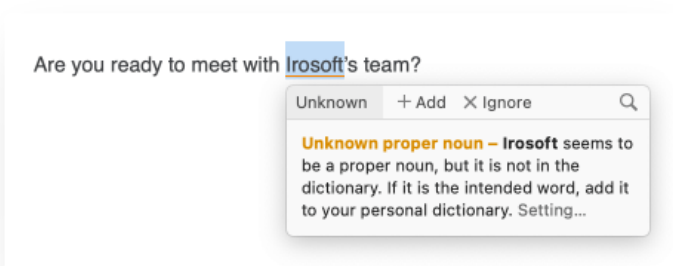 Are you ready to meet with Irosoft's team?
Unknown + Add × Ignore
Unknown proper noun – Irosoft seems to
be a proper noun, but it is not in the
dictionary. If it is the intended word, add it
to your personal dictionary. Setting...